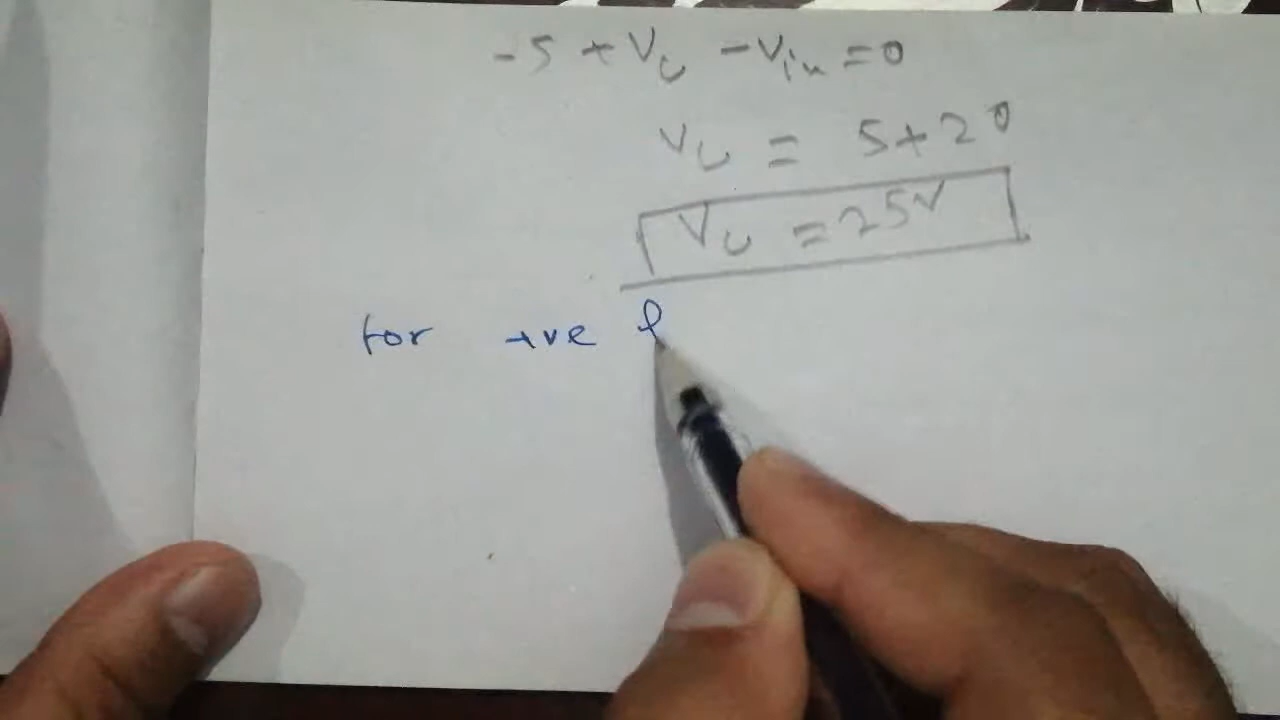 -5 + Vc - Vin = 0
Vc = 5+20
Vc = 25V
for +ve